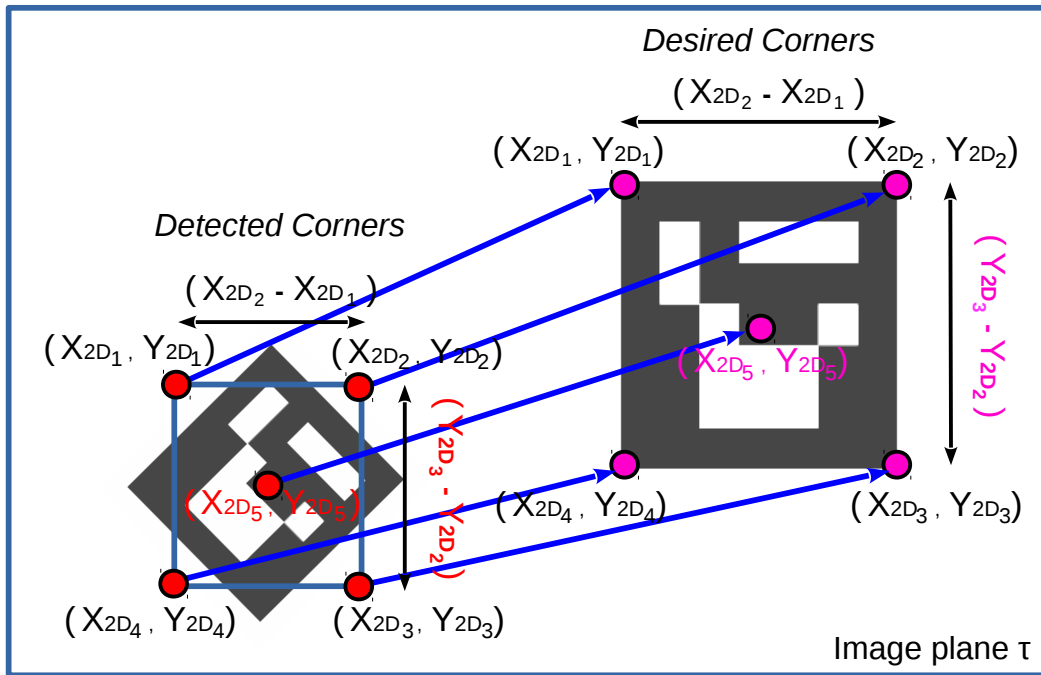 Desired Corners
(X2D2 - X2D1)
(X2D1, Y2D1)
(X2D2, Y2D2)
Detected Corners
(X2D2 - X2D1)
(Y2D3 - Y2D2)
(X2D1, Y2D1)
(X2D2, Y2D2)
(X2D5, Y2D5)
(Y2D3 - Y2D2)
(X2D5, Y2D5)
(X2D4, Y2D4)
(X2D3, Y2D3)
(X2D4, Y2D4)
(X2D3, Y2D3)
Image plane τ